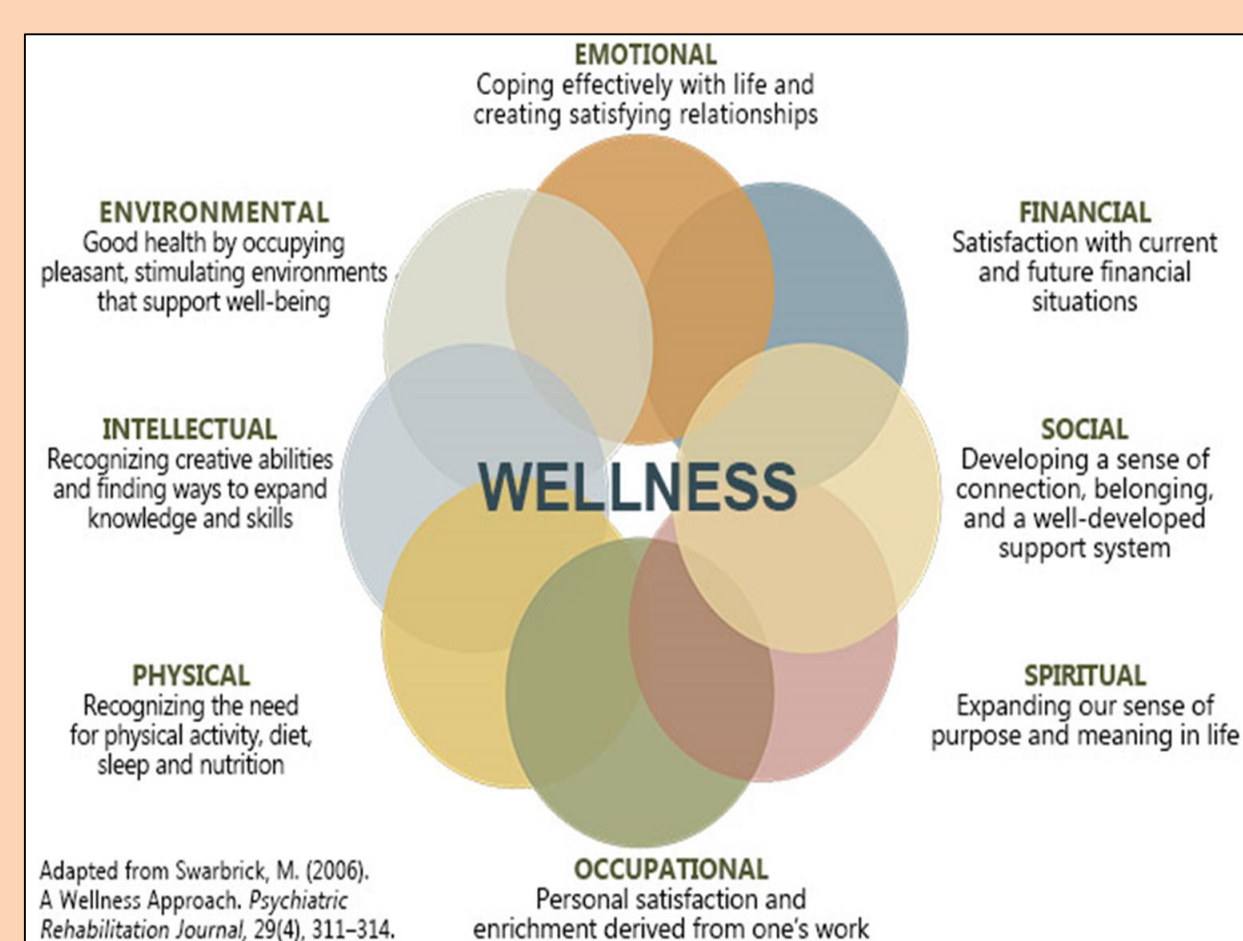 EMOTIONAL
Coping effectively with life and
creating satisfying relationships
ENVIRONMENTAL
Good health by occupying
pleasant, stimulating environments
that support well-being
FINANCIAL
Satisfaction with current
and future financial
situations
INTELLECTUAL
Recognizing creative abilities
and finding ways to expand
knowledge and skills
WELLNESS
SOCIAL
Developing a sense of
connection, belonging,
and a well-developed
support system
PHYSICAL
Recognizing the need
for physical activity, diet,
sleep and nutrition
SPIRITUAL
Expanding our sense of
purpose and meaning in life
OCCUPATIONAL
Personal satisfaction and
enrichment derived from one's work
Adapted from Swarbrick, M. (2006).
A Wellness Approach. Psychiatric
Rehabilitation Journal, 29(4), 311–314.